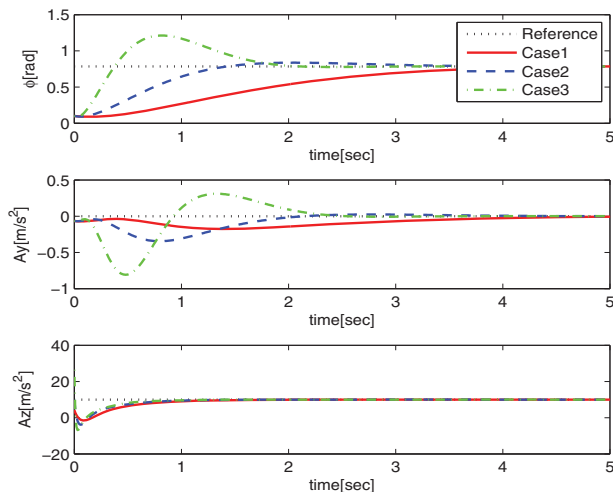 1.5
1
0.5
0
ϕ[rad]
Reference
Case1
Case2
Case3
0 1 2 3 4 5
time[sec]
0.5
0
−0.5
−1
Ay[m/s²]
0 1 2 3 4 5
time[sec]
40
20
0
−20
Az[m/s²]
0 1 2 3 4 5
time[sec]